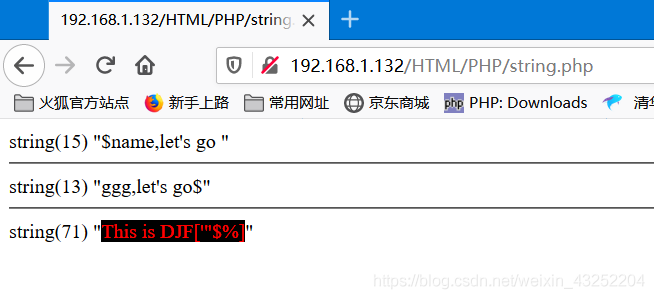 192.168.1.132/HTML/PHP/string.
192.168.1.132/HTML/PHP/string.php
火狐官方站点 新手上路 常用网址 京东商城 php PHP: Downloads 清华
string(15) "$name,let's go "
string(13) "ggg,let's go$"
string(71) "This is DJF['"$%]"
https://blog.csdn.net/weixin_43252204